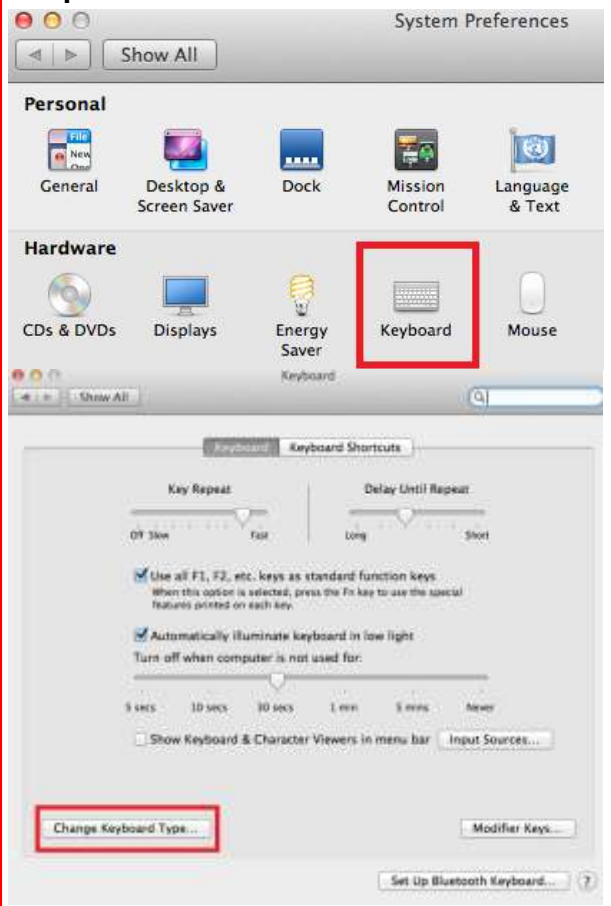 System Preferences
Show All
Personal
File
New
General
Desktop &
Screen Saver
Dock
Mission
Control
Language
& Text
Hardware
CDs & DVDs
Displays
Energy
Saver
Keyboard
Mouse
Keyboard
Show All
Keyboard Keyboard Shortcuts
Key Repeat Delay Until Repeat
Off Slow Fast Long Short
Use all F1, F2, etc. keys as standard function keys
When this option is selected, press the Fn key to use the special
features printed on each key.
Automatically illuminate keyboard in low light
Turn off when computer is not used for:
5 secs 10 secs 30 secs 1 min 5 mins Never
Show Keyboard & Character Viewers in menu bar Input Sources...
Change Keyboard Type... Modifier Keys...
Set Up Bluetooth Keyboard... ?